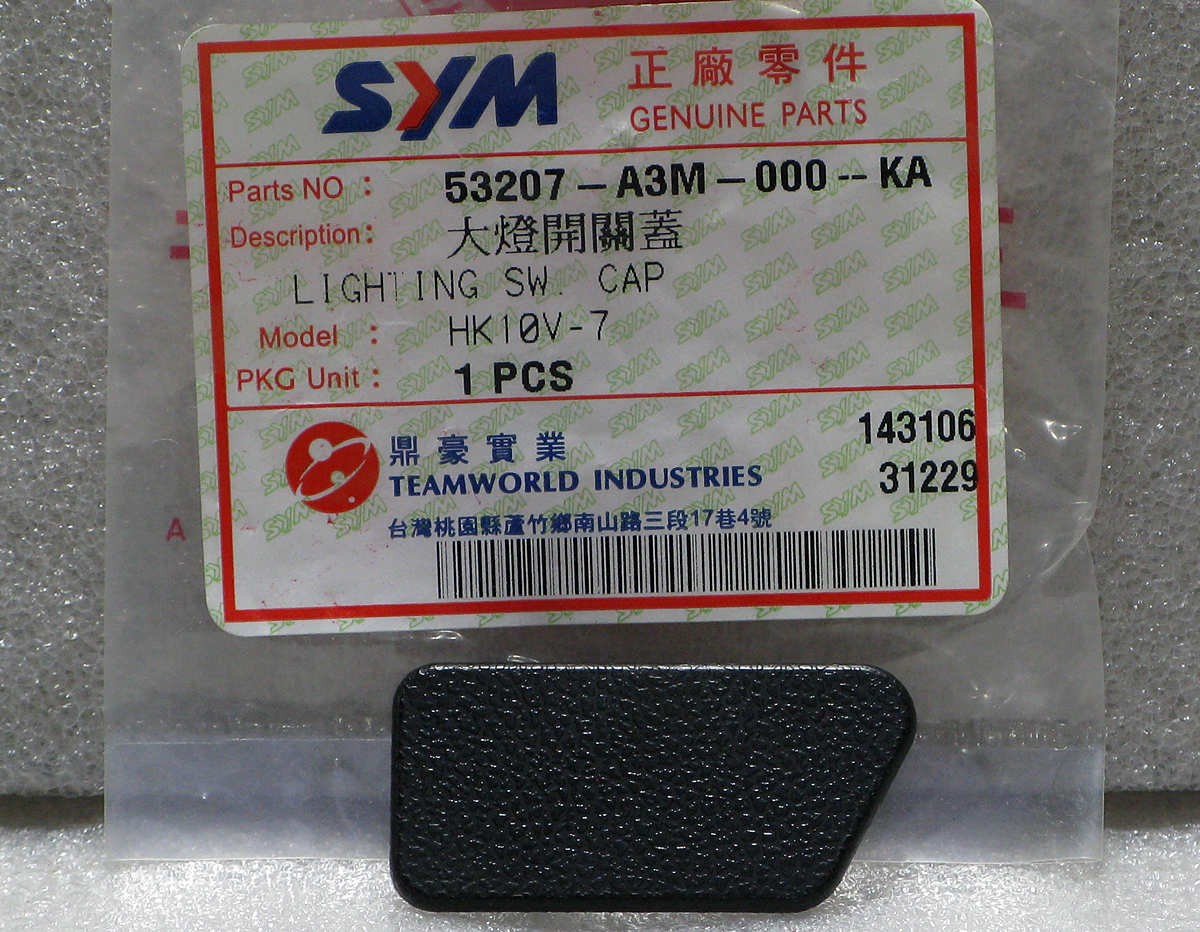 SYM 正廠零件
GENUINE PARTS
Parts NO : 53207-A3M-000--KA
Description: 大燈開關蓋
LIGHTING SW. CAP
Model : HK10V-7
PKG Unit : 1 PCS
鼎豪實業 143106
TEAMWORLD INDUSTRIES 31229
台灣桃園縣蘆竹鄉南山路三段17巷4號
A